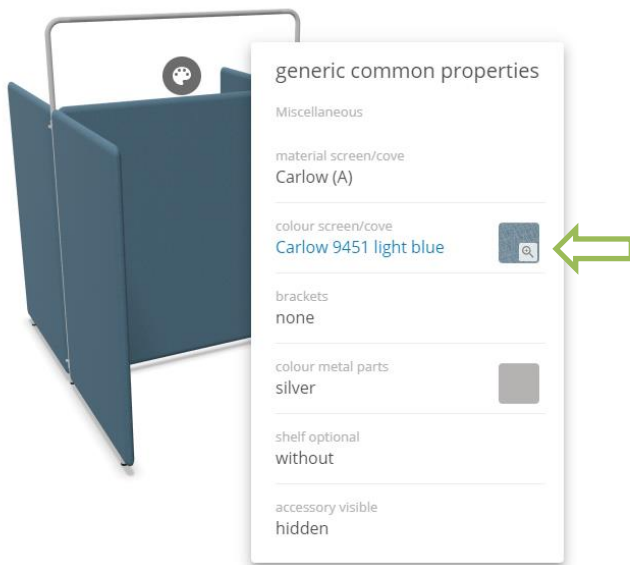 generic common properties
Miscellaneous
material screen/cove
Carlow (A)
colour screen/cove
Carlow 9451 light blue
brackets
none
colour metal parts
silver
shelf optional
without
accessory visible
hidden